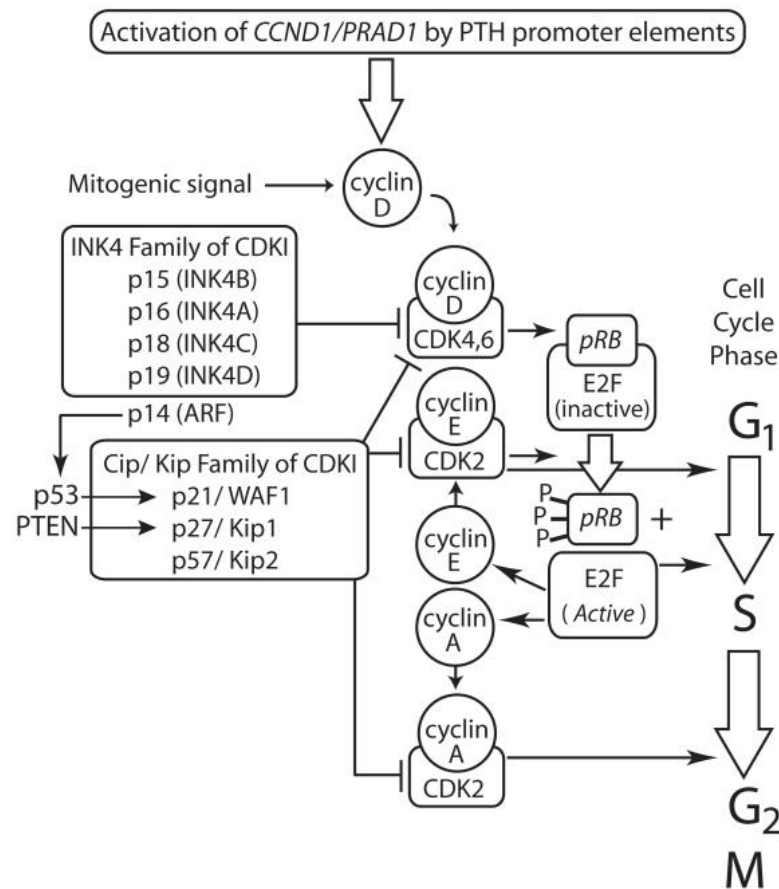 Activation of CCND1/PRAD1 by PTH promoter elements
Mitogenic signal
cyclin
D
INK4 Family of CDKI
p15 (INK4B)
p16 (INK4A)
p18 (INK4C)
p19 (INK4D)
p14 (ARF)
cyclin
D
CDK4,6
pRB
E2F
(inactive)
Cell
Cycle
Phase
G1
cyclin
E
CDK2
Cip/ Kip Family of CDKI
p21/ WAF1
p27/ Kip1
p57/ Kip2
p53
PTEN
P
P
P
pRB
+
cyclin
E
E2F
( Active )
cyclin
A
S
cyclin
A
CDK2
G2
M